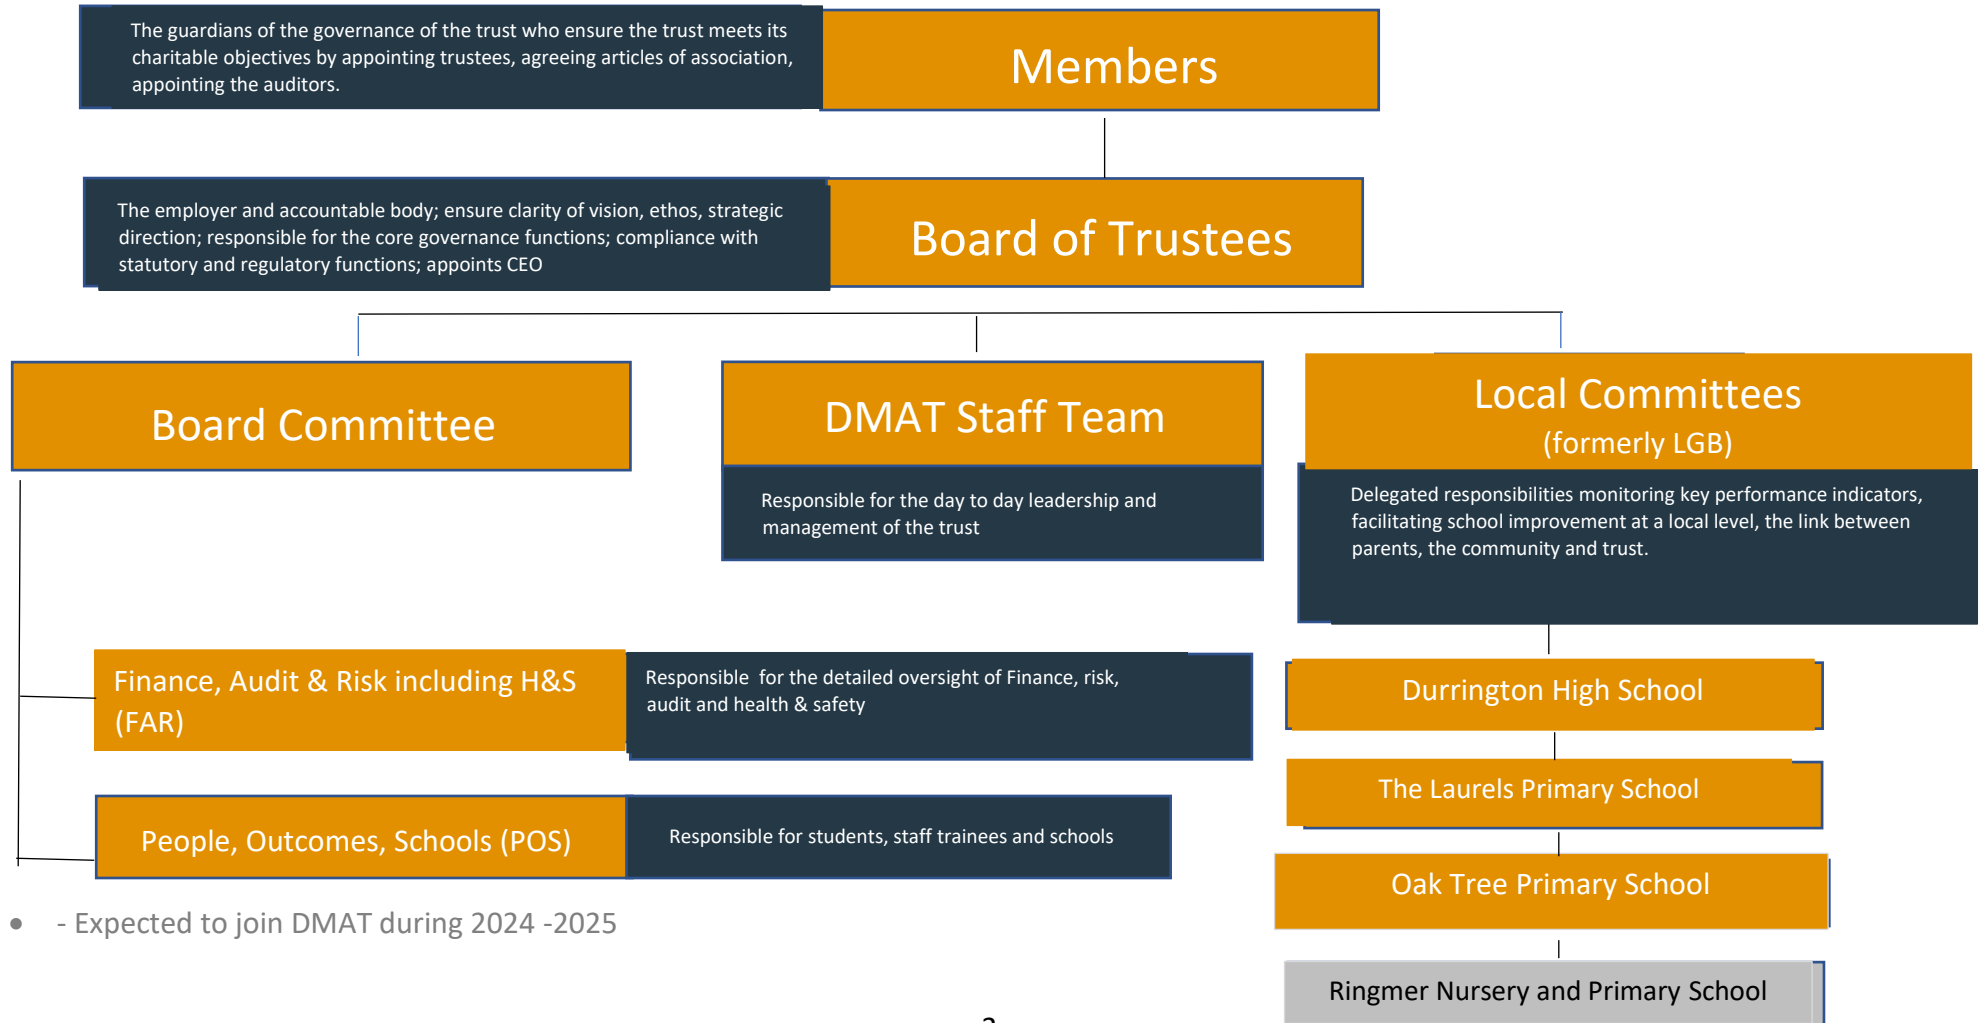 The guardians of the governance of the trust who ensure the trust meets its
charitable objectives by appointing trustees, agreeing articles of association,
appointing the auditors.
Members
The employer and accountable body; ensure clarity of vision, ethos, strategic
direction; responsible for the core governance functions; compliance with
statutory and regulatory functions; appoints CEO
Board of Trustees
Board Committee
DMAT Staff Team
Responsible for the day to day leadership and
management of the trust
Local Committees
(formerly LGB)
Delegated responsibilities monitoring key performance indicators,
facilitating school improvement at a local level, the link between
parents, the community and trust.
Finance, Audit & Risk including H&S
(FAR)
Responsible  for the detailed oversight of Finance, risk,
audit and health & safety
People, Outcomes, Schools (POS)
Responsible for students, staff trainees and schools
Durrington High School
The Laurels Primary School
Oak Tree Primary School
Ringmer Nursery and Primary School
• - Expected to join DMAT during 2024 -2025